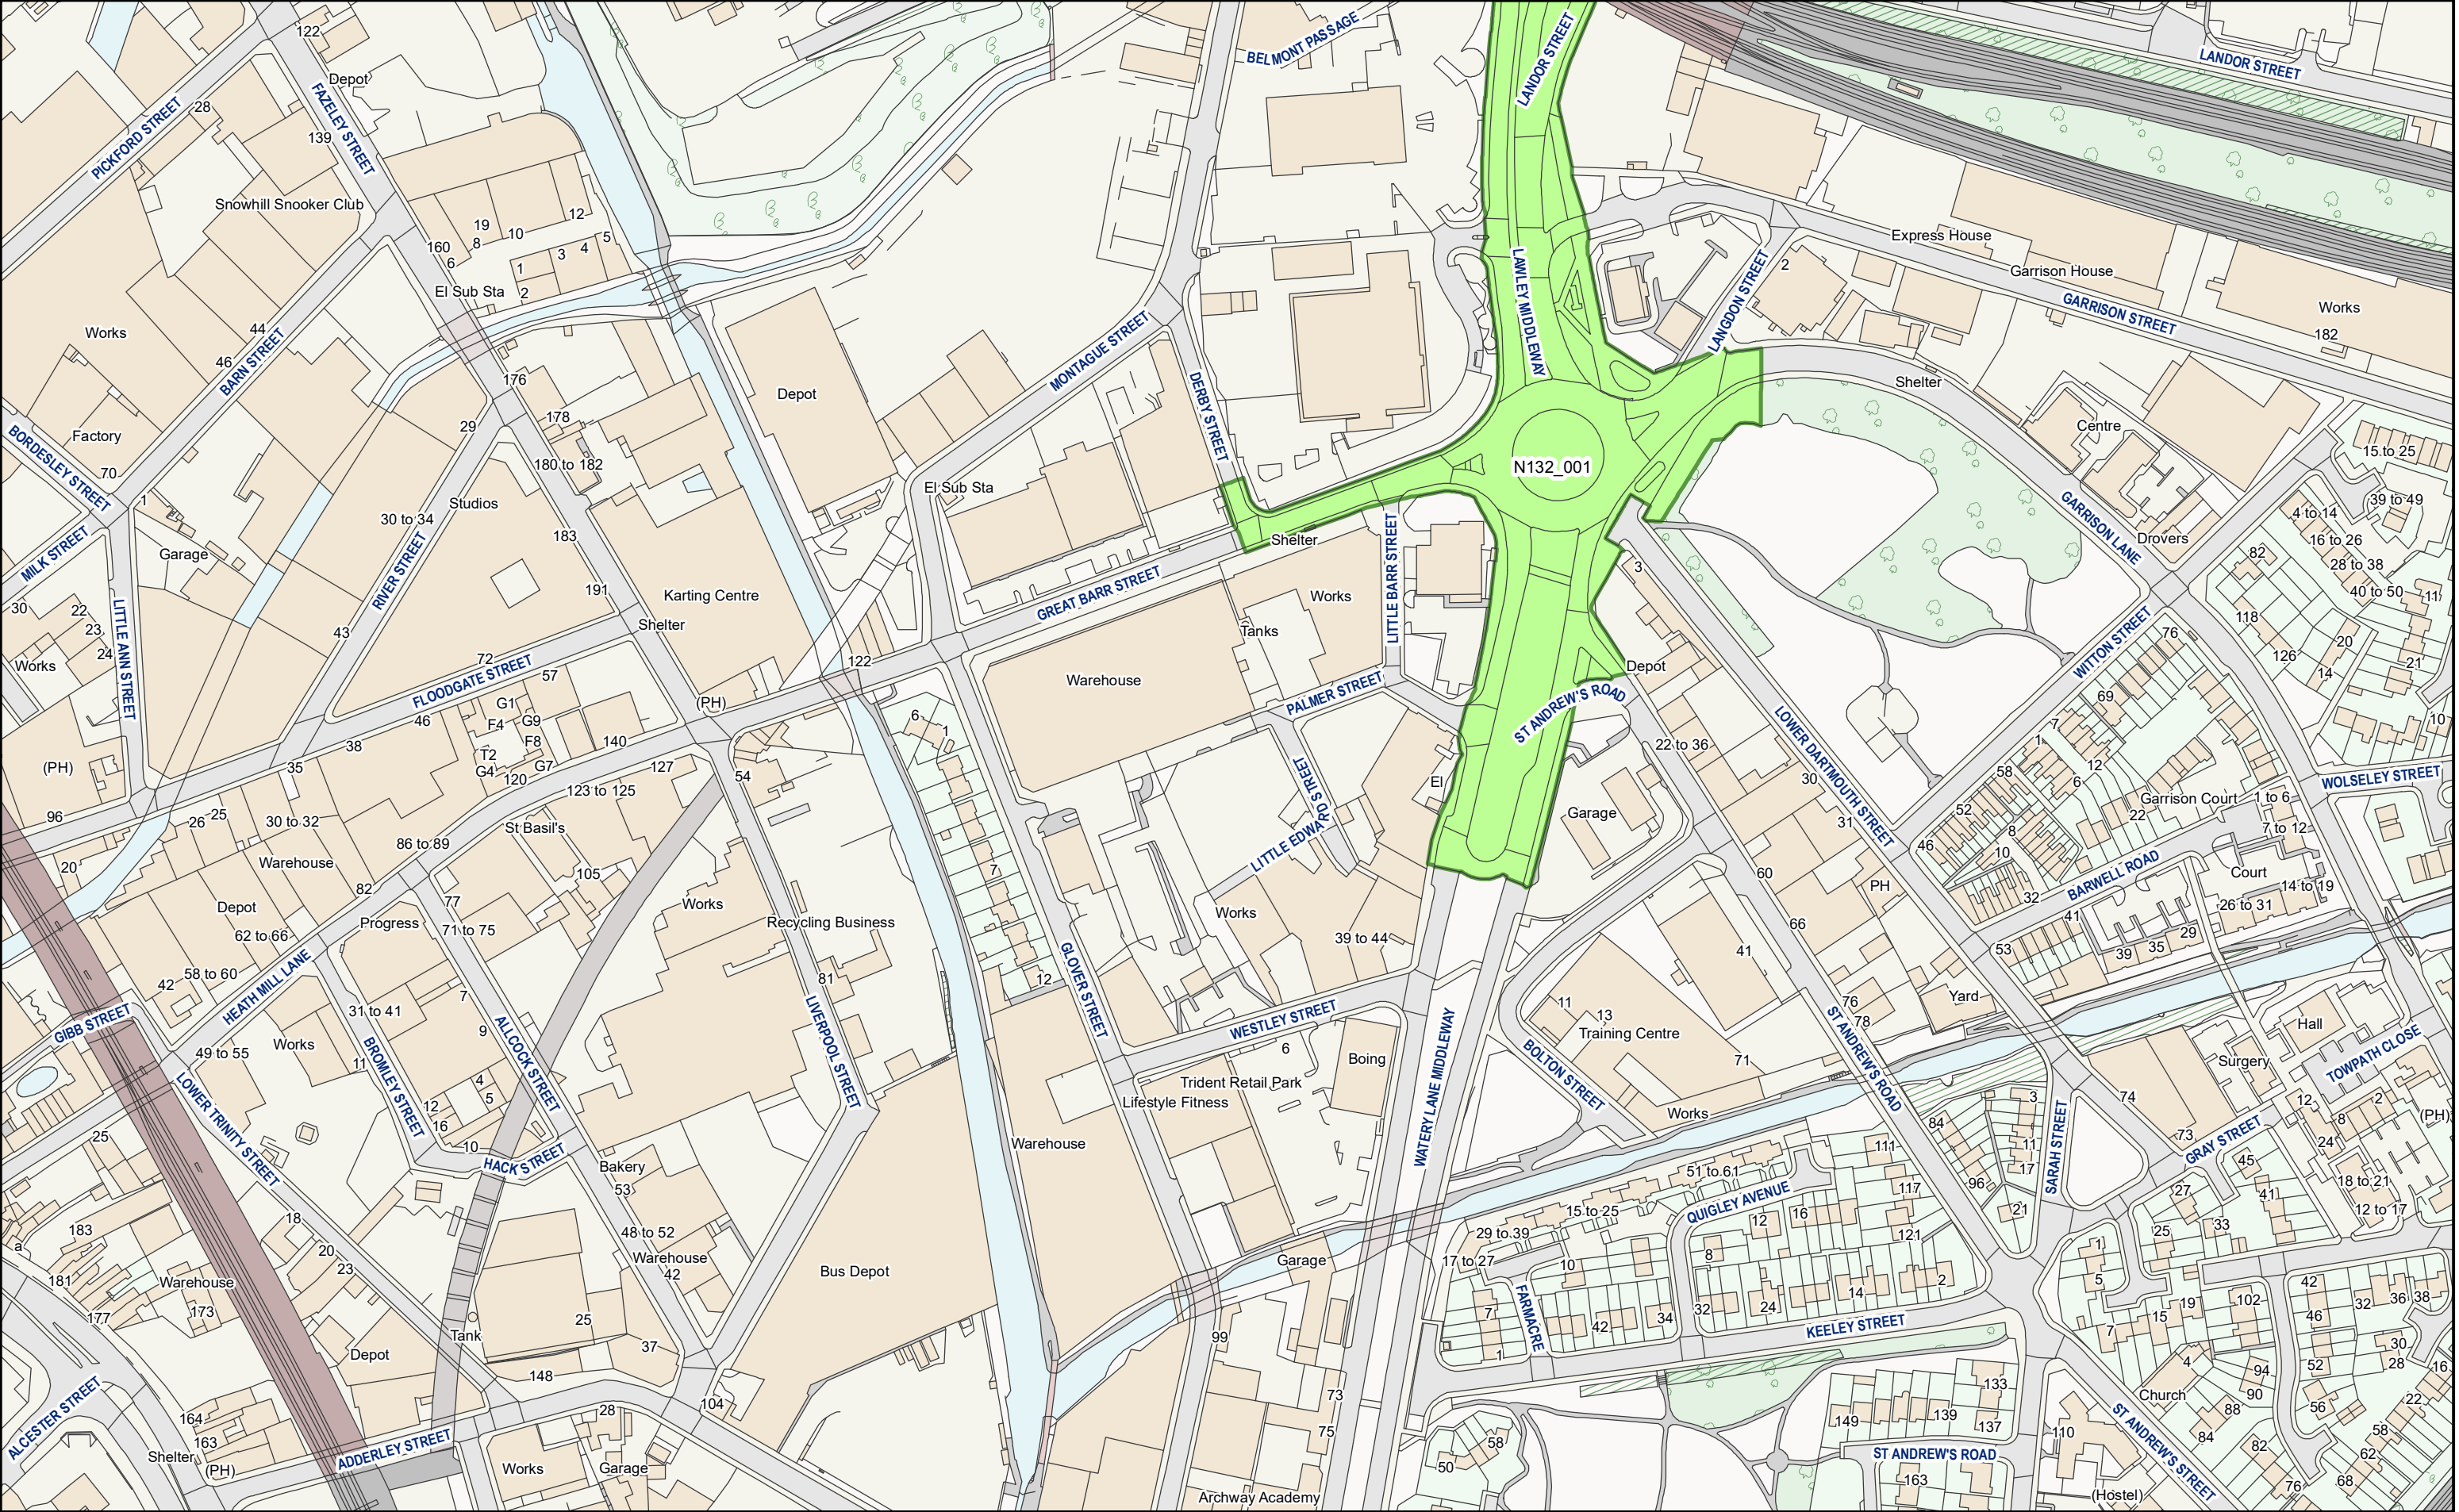 122
Depot
PICKFORD STREET
28
FAZELEY STREET
139
Snowhill Snooker Club
BELMONT PASSAGE
LANDOR STREET
LANDOR STREET
19
8
10
12
160
6
3
4
5
1
2
El Sub Sta
LAWLEY MIDDLEWAY
LANGDON STREET
2
Express House
Garrison House
GARRISON STREET
Works
182
Works
44
46
BARN STREET
Factory
70
BORDESLEY STREET
176
178
29
180 to 182
Depot
MONTAGUE STREET
DERBY STREET
El Sub Sta
N132_001
Shelter
Centre
15 to 25
39 to 49
4 to 14
16 to 26
28 to 38
40 to 50
11
GARRISON LANE
Drovers
82
118
126
20
14
21
10
1
MILK STREET
Garage
30 to 34
Studios
183
RIVER STREET
191
Karting Centre
Shelter
Shelter
GREAT BARR STREET
LITTLE BARR STREET
Works
Tanks
3
30
22
23
24
Works
LITTLE ANN STREET
43
72
FLOODGATE STREET
57
46
122
Warehouse
PALMER STREET
Depot
ST ANDREW'S ROAD
WITTON STREET
76
69
7
1
12
6
58
52
46
8
10
32
22
Garrison Court
1 to 6
7 to 12
WOLSELEY STREET
BARWELL ROAD
Court
14 to 19
26 to 31
41
53
39
35
29
(PH)
G1
F4
G9
F8
T2
G4
120
G7
140
(PH)
38
35
127
54
123 to 125
St Basil's
6
1
7
12
LITTLE EDWARD STREET
El
Garage
22 to 36
LOWER DARTMOUTH STREET
30
31
60
66
PH
96
26
25
30 to 32
Warehouse
86 to 89
82
105
20
Depot
62 to 66
58 to 60
42
HEATH MILL LANE
Progress
77
71 to 75
Works
Recycling Business
81
GLOVER STREET
Works
39 to 44
WESTLEY STREET
6
Boing
WATERY LANE MIDDLEWAY
41
11
13
Training Centre
71
BOLTON STREET
Works
76
78
Yard
ST ANDREW'S ROAD
Hall
TOWPATH CLOSE
Surgery
GIBB STREET
49 to 55
Works
31 to 41
11
7
9
BROMLEY STREET
ALLCOCK STREET
4
5
12
16
10
HACK STREET
LIVERPOOL STREET
Trident Retail Park
Lifestyle Fitness
Warehouse
LOWER TRINITY STREET
25
Bakery
53
48 to 52
Warehouse
42
Bus Depot
Garage
18
20
23
183
a
181
Warehouse
177
173
Depot
Tank
25
37
148
28
104
99
73
75
ALCESTER STREET
164
163
Shelter
(PH)
ADDERLEY STREET
Works
Garage
Archway Academy
51 to 61
QUIGLEY AVENUE
15 to 25
29 to 39
17 to 27
10
12
16
8
111
117
121
2
14
24
32
34
42
7
1
FARMACRE
KEELEY STREET
84
3
11
17
96
21
SARAH STREET
74
73
GRAY STREET
12
2
8
(PH)
24
45
41
27
18 to 21
12 to 17
25
33
1
5
7
15
19
102
42
46
32
36
38
30
28
16
4
Church
94
90
52
56
22
88
84
82
58
62
68
76
133
149
139
137
ST ANDREW'S ROAD
163
110
(Hostel)
ST ANDREW'S STREET
58
50